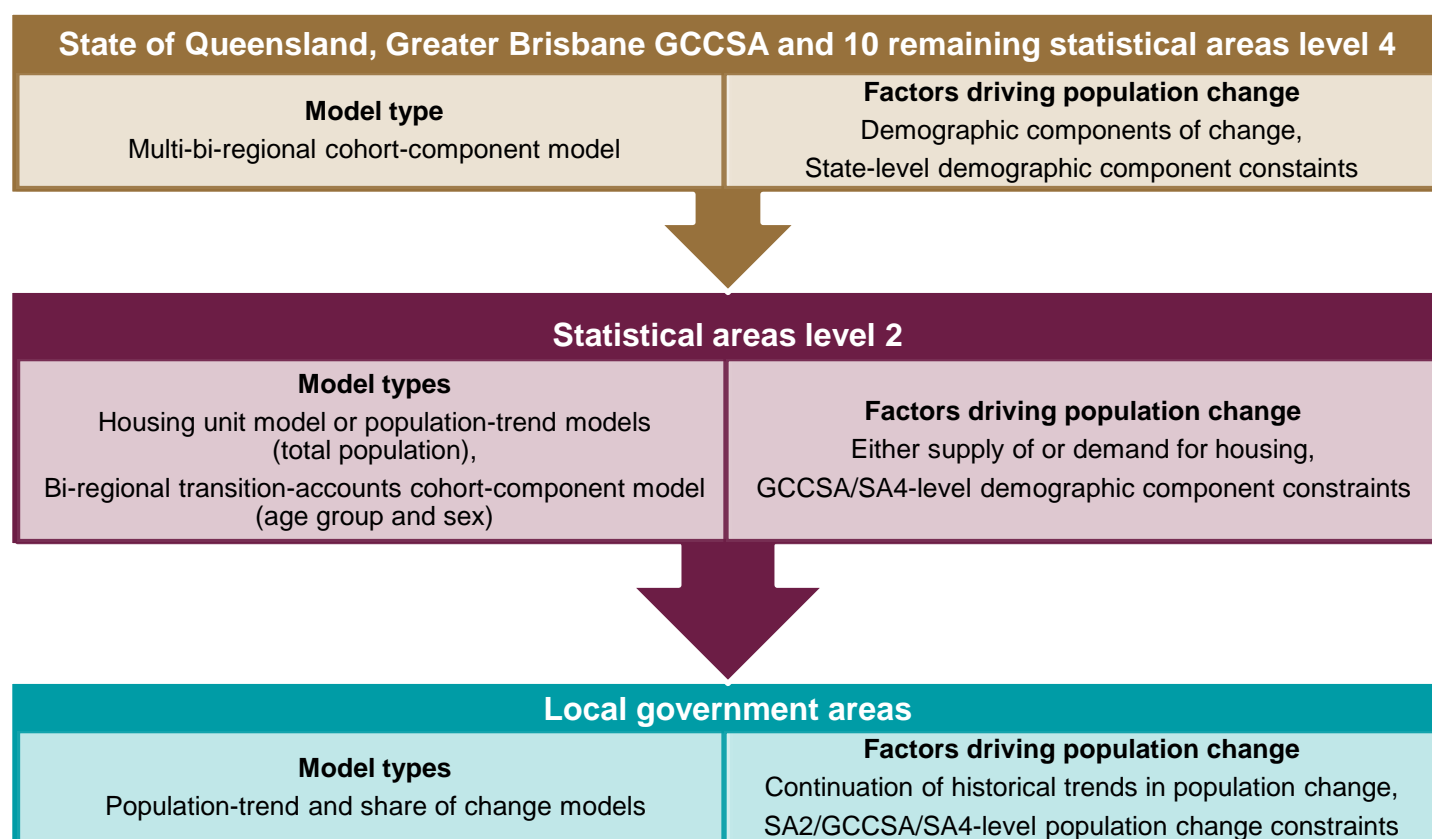 State of Queensland, Greater Brisbane GCCSA and 10 remaining statistical areas level 4
Model type
Multi-bi-regional cohort-component model
Factors driving population change
Demographic components of change,
State-level demographic component constaints
Statistical areas level 2
Model types
Housing unit model or population-trend models
(total population),
Bi-regional transition-accounts cohort-component model
(age group and sex)
Factors driving population change
Either supply of or demand for housing,
GCCSA/SA4-level demographic component constraints
Local government areas
Model types
Population-trend and share of change models
Factors driving population change
Continuation of historical trends in population change,
SA2/GCCSA/SA4-level population change constraints